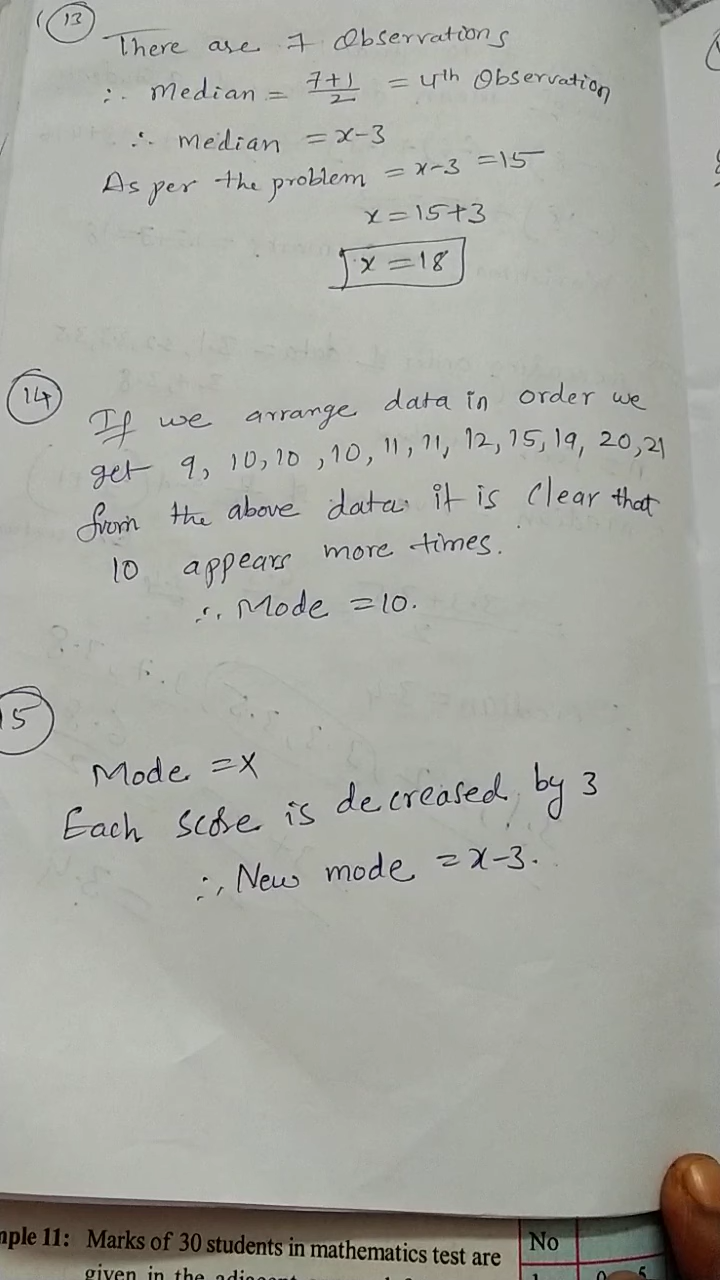 (13)
There are 7 Observations
∴ Median = 7+1/2 = 4th Observation
∴ median = x-3
As per the problem = x-3 = 15
x = 15+3
x = 18
(14)
If we arrange data in order we
get 9, 10, 10, 10, 11, 11, 12, 15, 19, 20, 21
from the above data it is clear that
10 appears more times.
∴ Mode = 10.
15
Mode = x
Each score is decreased by 3
∴ New mode = x-3.
mple 11: Marks of 30 students in mathematics test are
given in the
No